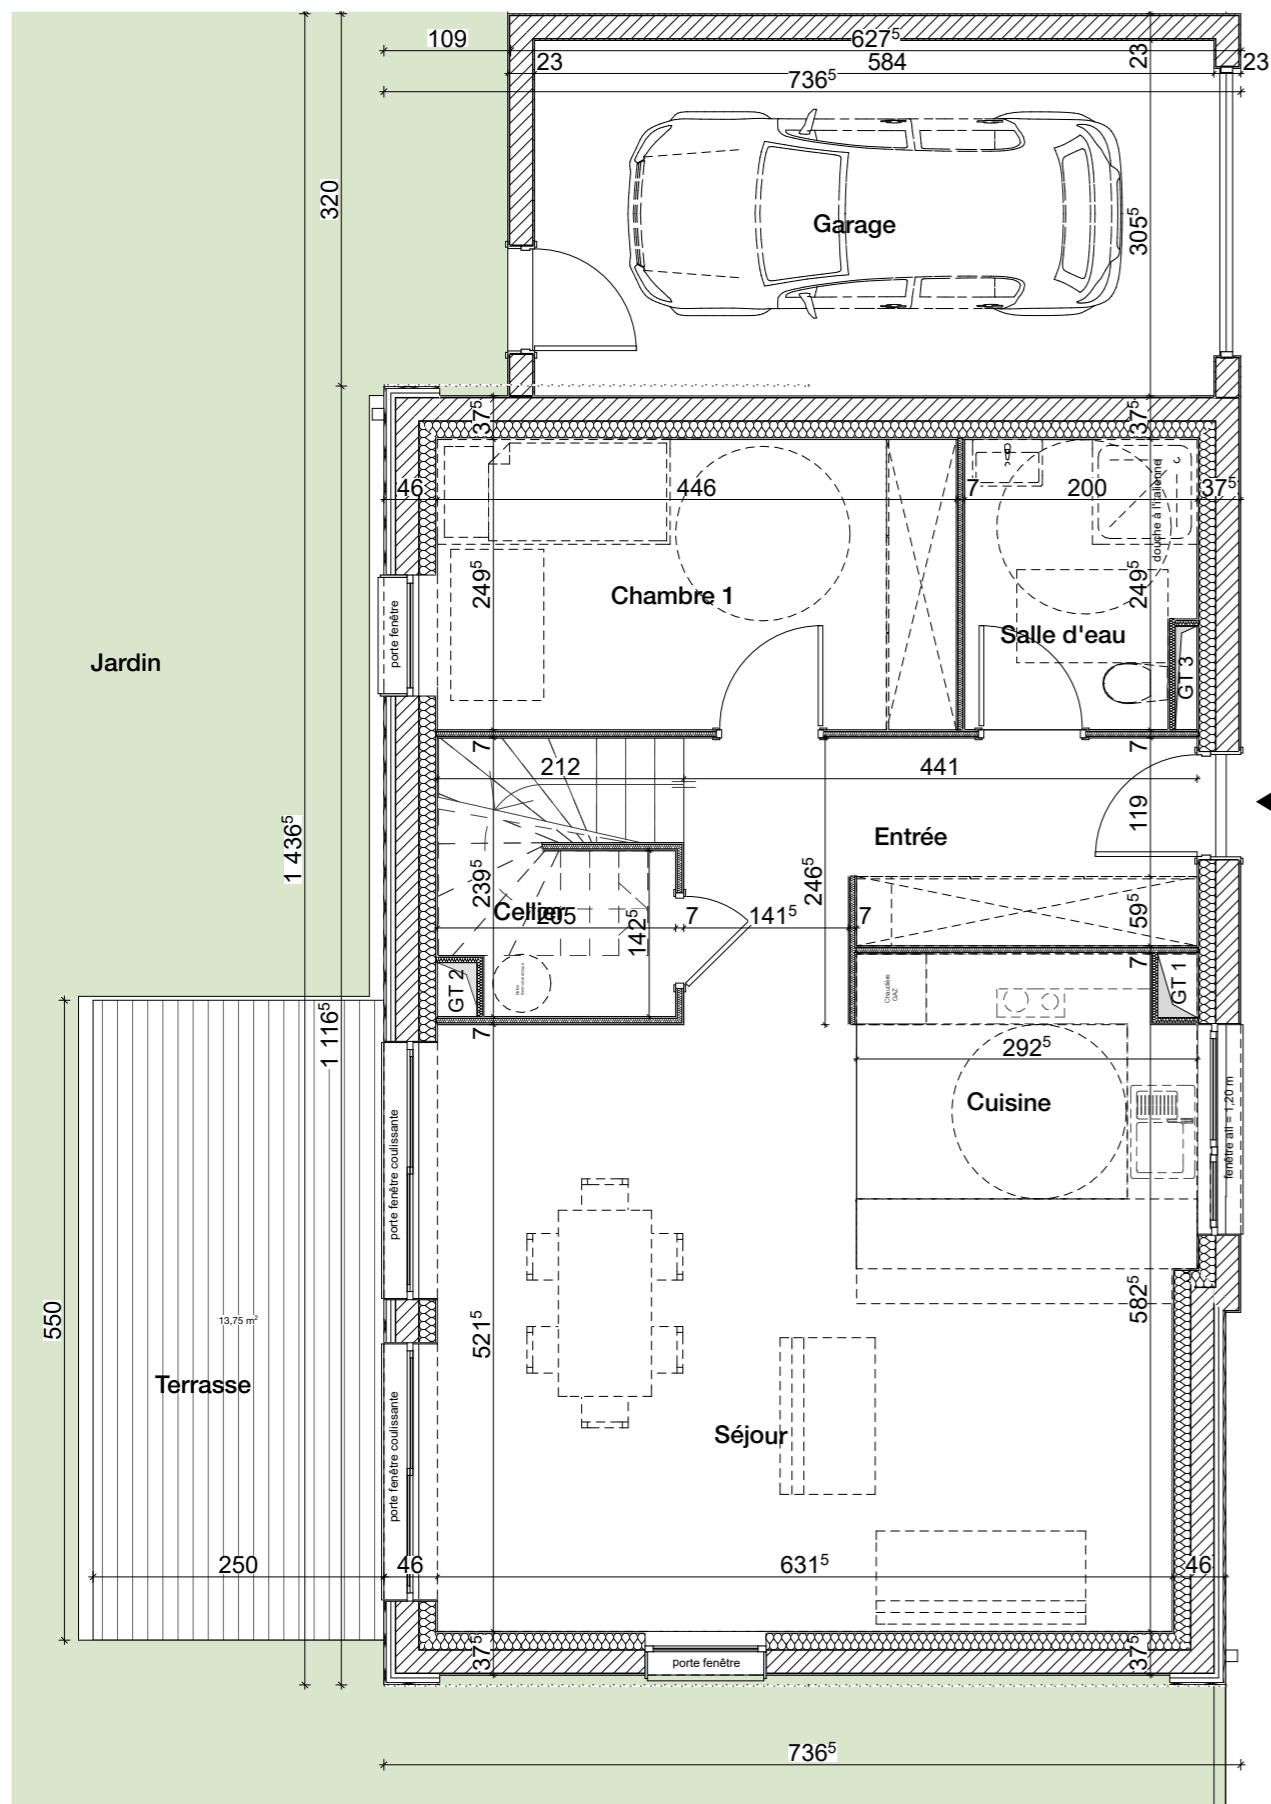 109
627⁵
23
584
23
23
736⁵
320
Garage
305⁵
37⁵
37⁵
46
446
7
200
37⁵
douche à l'italienne
249⁵
Chambre 1
249⁵
porte fenêtre
Salle d'eau
Jardin
GT 3
7
7
212
441
119
Entrée
1 436⁵
239⁵
246⁵
Cellier
205
142⁵
7
141⁵
7
59⁵
7
GT 2
Chaudière
GAZ
GT 1
1 116⁵
7
292⁵
Cuisine
fenêtre all = 1,20 m
porte fenêtre coulissante
550
13,75 m²
521⁵
582⁵
Terrasse
porte fenêtre coulissante
Séjour
250
46
631⁵
46
37⁵
37⁵
porte fenêtre
736⁵